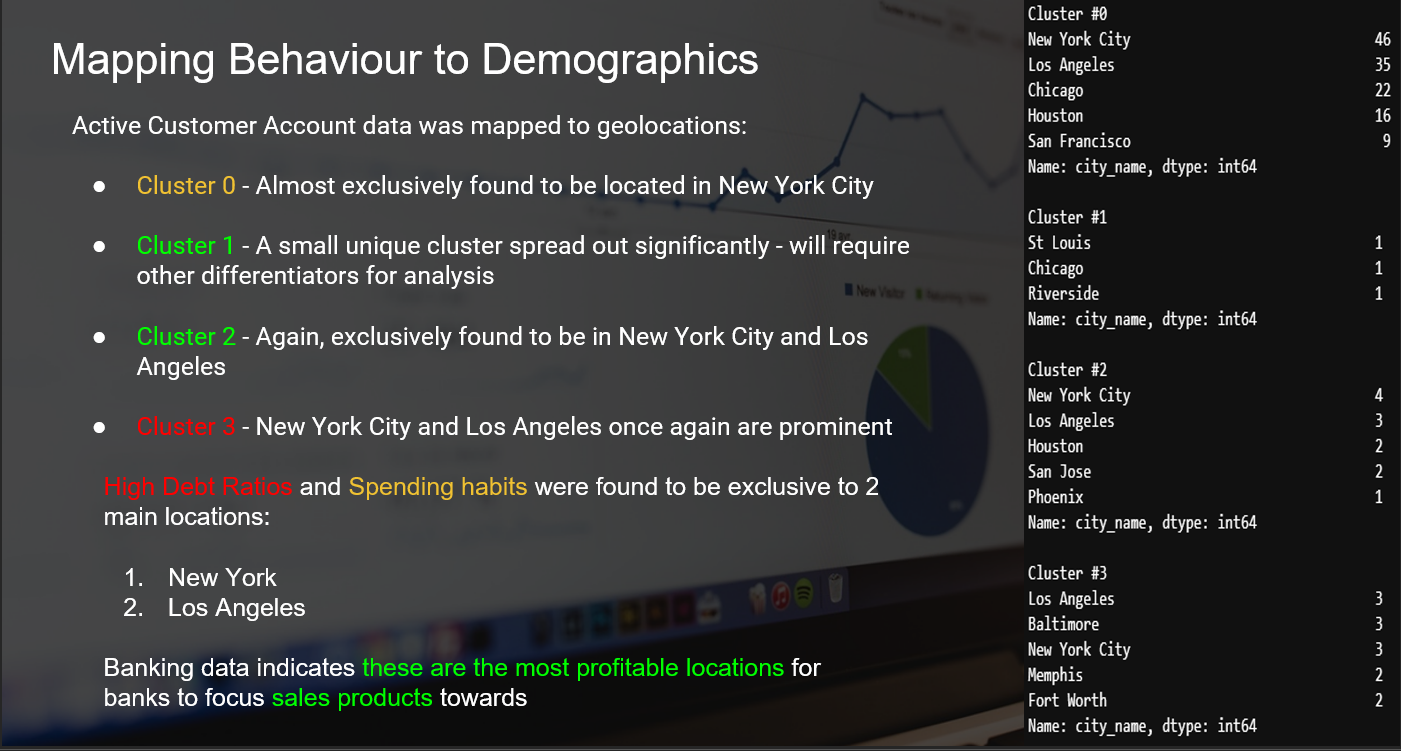 Mapping Behaviour to Demographics
Active Customer Account data was mapped to geolocations:
● Cluster 0 - Almost exclusively found to be located in New York City
● Cluster 1 - A small unique cluster spread out significantly - will require
other differentiators for analysis
● Cluster 2 - Again, exclusively found to be in New York City and Los
Angeles
● Cluster 3 - New York City and Los Angeles once again are prominent
High Debt Ratios and Spending habits were found to be exclusive to 2
main locations:
1. New York
2. Los Angeles
Banking data indicates these are the most profitable locations for
banks to focus sales products towards
New Visitor
Cluster #0
New York City 46
Los Angeles 35
Chicago 22
Houston 16
San Francisco 9
Name: city_name, dtype: int64
Cluster #1
St Louis 1
Chicago 1
Riverside 1
Name: city_name, dtype: int64
Cluster #2
New York City 4
Los Angeles 3
Houston 2
San Jose 2
Phoenix 1
Name: city_name, dtype: int64
Cluster #3
Los Angeles 3
Baltimore 3
New York City 3
Memphis 2
Fort Worth 2
Name: city_name, dtype: int64